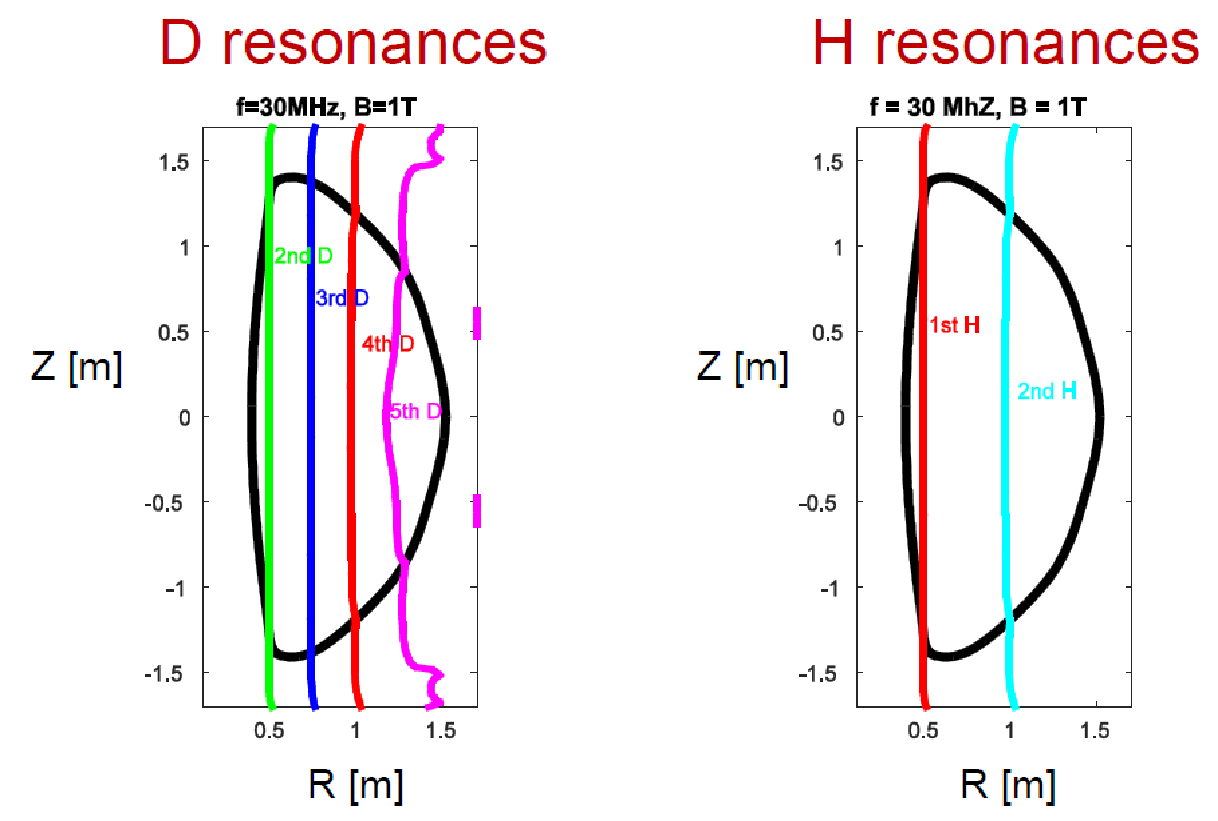 D resonances
f=30MHz, B=1T
1.5
1
0.5
0
-0.5
-1
-1.5
Z [m]
2nd D
3rd D
4th D
5th D
0.5 1 1.5
R [m]
H resonances
f = 30 MhZ, B = 1T
1.5
1
0.5
0
-0.5
-1
-1.5
Z [m]
1st H
2nd H
0.5 1 1.5
R [m]